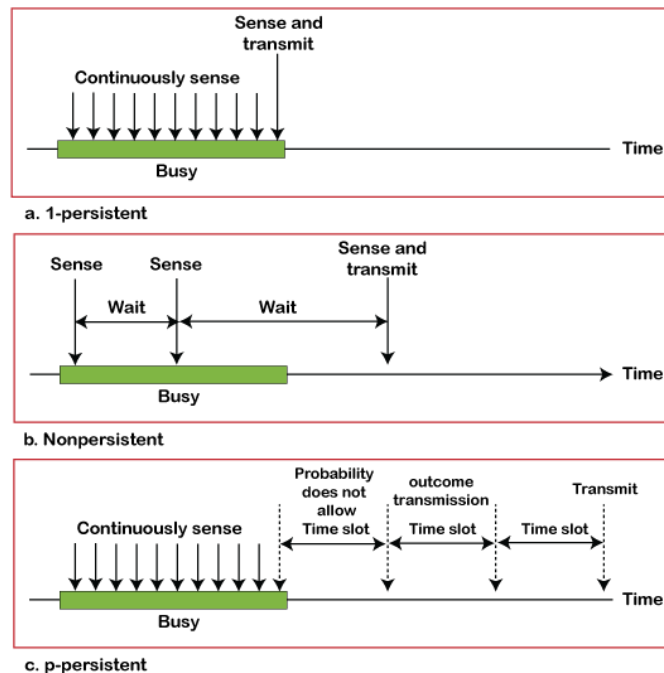 Sense and
transmit
Continuously sense
Time
Busy
a. 1-persistent
Sense and
transmit
Sense
Sense
Wait
Wait
Time
Busy
b. Nonpersistent
Probability
does not
allow
outcome
transmission
Transmit
Continuously sense
Time slot
Time slot
Time slot
Time
Busy
c. p-persistent